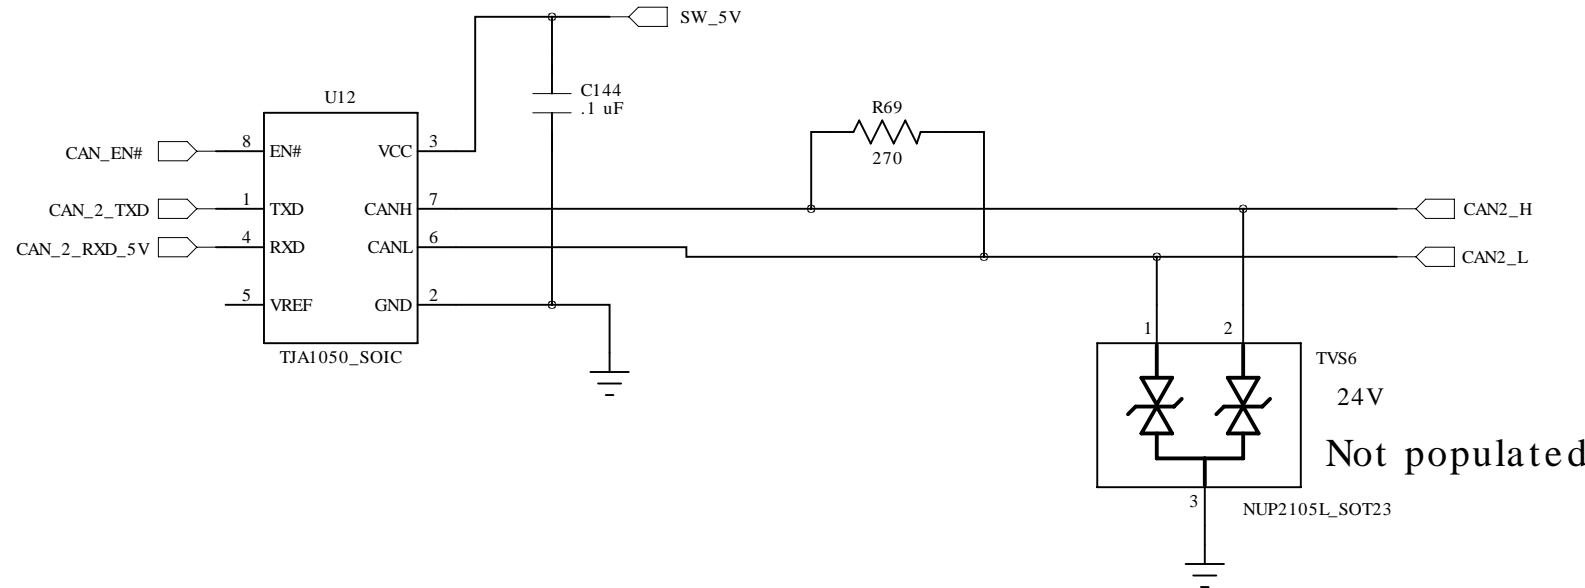 SW_5V
C144
.1 uF
U12
R69
270
CAN_EN#
8
EN#
VCC
3
CAN_2_TXD
1
TXD
CANH
7
CAN2_H
CAN_2_RXD_5V
4
RXD
CANL
6
CAN2_L
5
VREF
GND
2
TJA1050_SOIC
1
2
TVS6
24V
Not populated
3
NUP2105L_SOT23